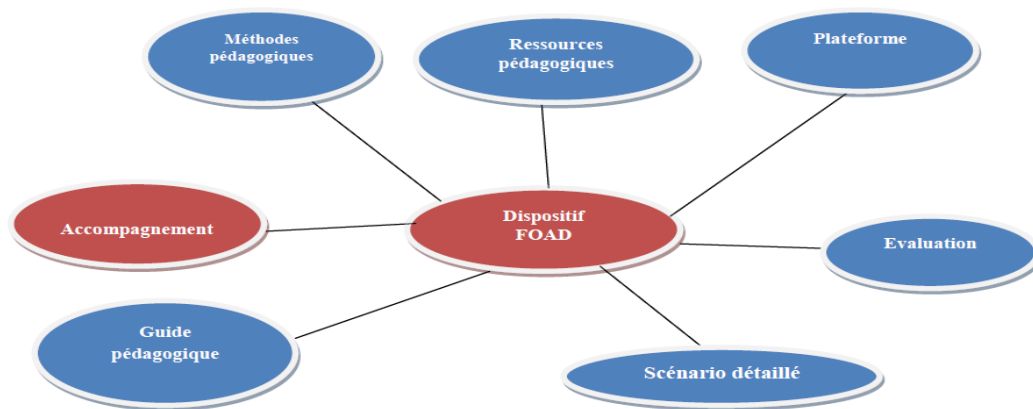 Méthodes
pédagogiques
Ressources
pédagogiques
Plateforme
Accompagnement
Dispositif
FOAD
Evaluation
Guide
pédagogique
Scénario détaillé